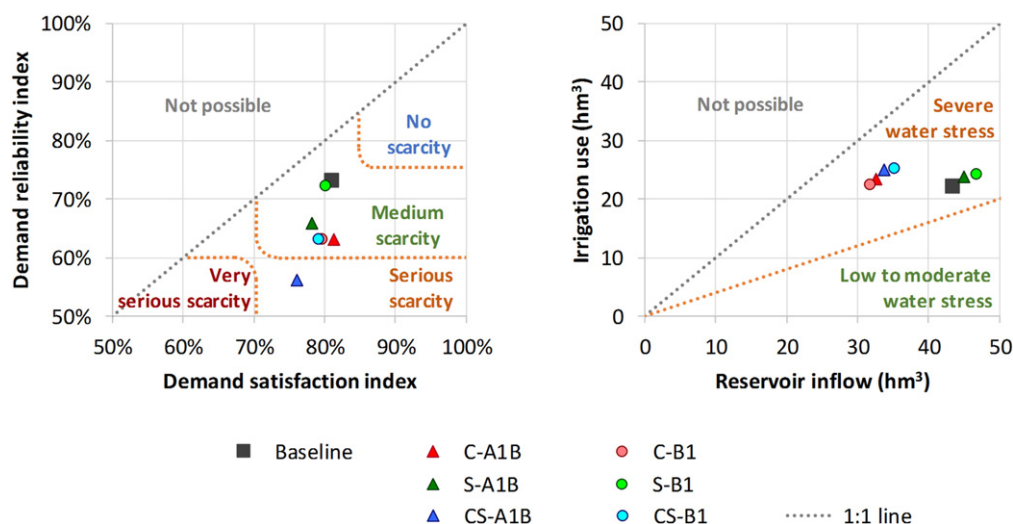 Demand reliability index
100%
90%
80%
70%
60%
50%
Not possible
No
scarcity
Medium
scarcity
Very
serious scarcity
Serious
scarcity
50%
60%
70%
80%
90%
100%
Demand satisfaction index
Irrigation use (hm³)
50
40
30
20
10
0
Not possible
Severe
water stress
Low to moderate
water stress
0
10
20
30
40
50
Reservoir inflow (hm³)
Baseline
C-A1B
C-B1
S-A1B
S-B1
CS-A1B
CS-B1
1:1 line